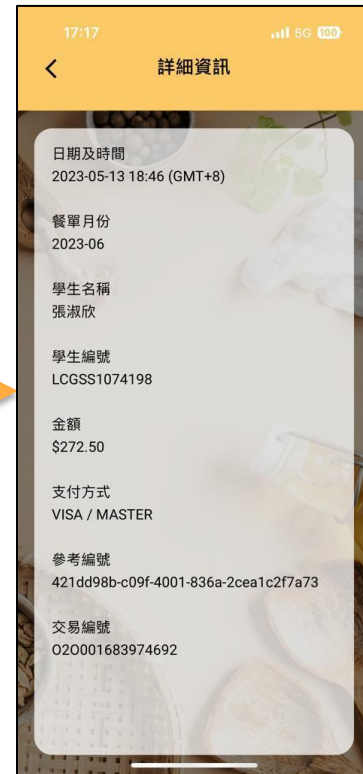 17:17
5G 100
詳細資訊
日期及時間
2023-05-13 18:46 (GMT+8)
餐單月份
2023-06
學生名稱
張淑欣
學生編號
LCGSS1074198
金額
$272.50
支付方式
VISA / MASTER
參考編號
421dd98b-c09f-4001-836a-2cea1c2f7a73
交易編號
O2O001683974692